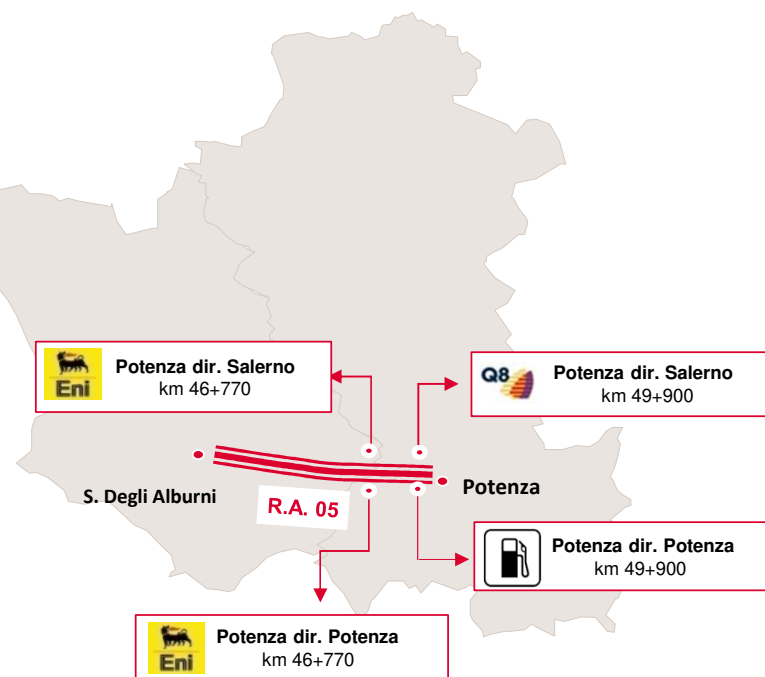 Eni
Potenza dir. Salerno
km 46+770
Q8
Potenza dir. Salerno
km 49+900
S. Degli Alburni
R.A. 05
Potenza
Potenza dir. Potenza
km 49+900
Eni
Potenza dir. Potenza
km 46+770